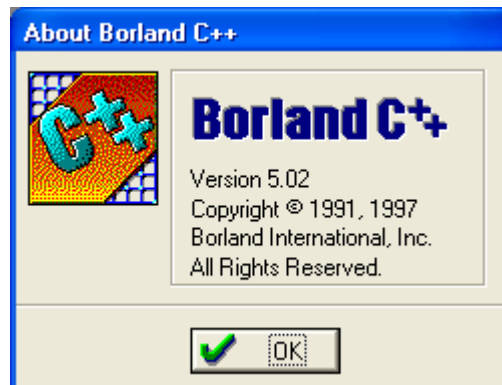 About Borland C++
C++
Borland C++
Version 5.02
Copyright © 1991, 1997
Borland International, Inc.
All Rights Reserved.
OK